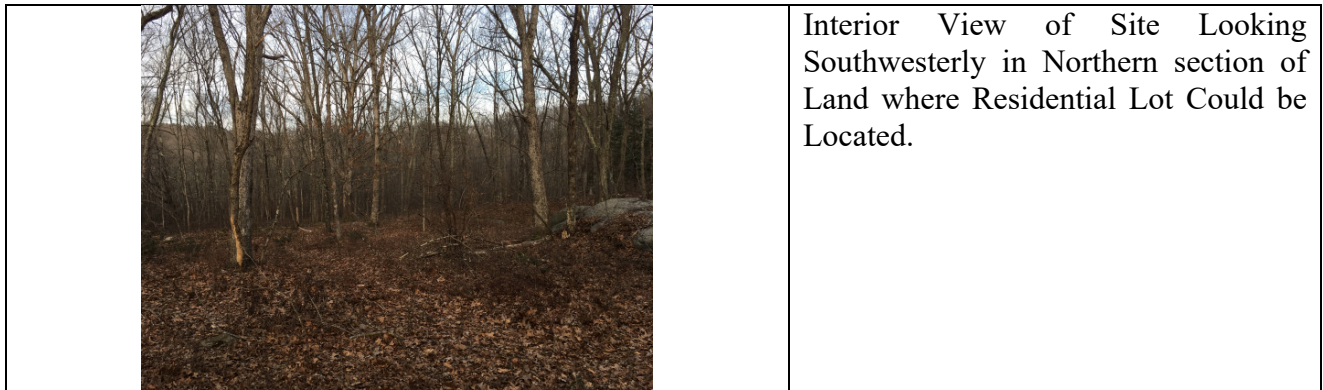 Interior View of Site Looking
Southwesterly in Northern section of
Land where Residential Lot Could be
Located.